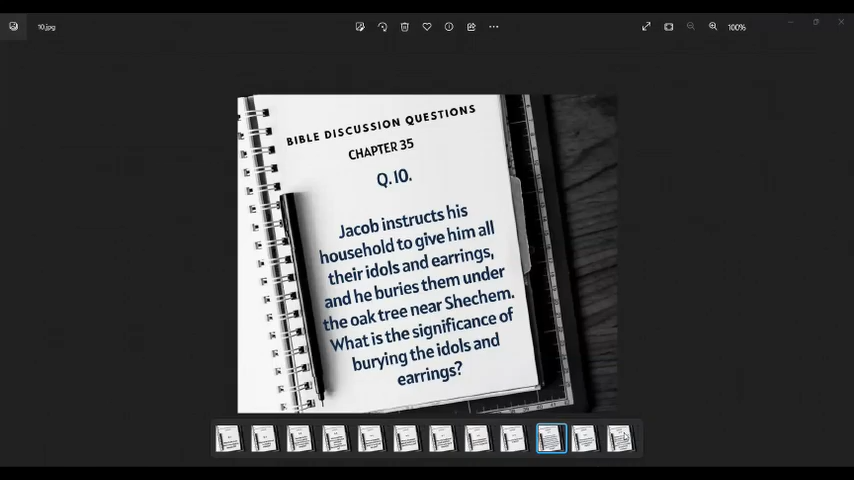 10.jpg
100%
BIBLE DISCUSSION QUESTIONS
CHAPTER 35
Q.10.
Jacob instructs his
household to give him all
their idols and earrings,
and he buries them under
the oak tree near Shechem.
What is the significance of
burying the idols and
earrings?